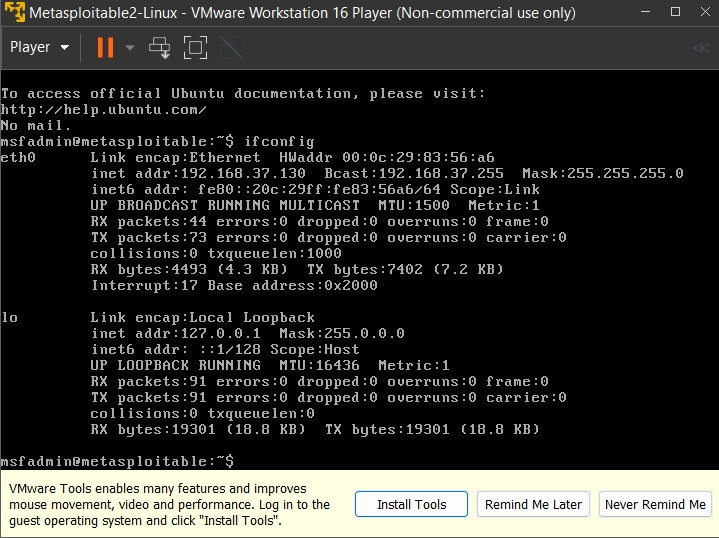 Metasploitable2-Linux - VMware Workstation 16 Player (Non-commercial use only)
Player
To access official Ubuntu documentation, please visit:
http://help.ubuntu.com/
No mail.
msfadmin@metasploitable:~$ ifconfig
eth0      Link encap:Ethernet  HWaddr 00:0c:29:83:56:a6
          inet addr:192.168.37.130  Bcast:192.168.37.255  Mask:255.255.255.0
          inet6 addr: fe80::20c:29ff:fe83:56a6/64 Scope:Link
          UP BROADCAST RUNNING MULTICAST  MTU:1500  Metric:1
          RX packets:44 errors:0 dropped:0 overruns:0 frame:0
          TX packets:73 errors:0 dropped:0 overruns:0 carrier:0
          collisions:0 txqueuelen:1000
          RX bytes:4493 (4.3 KB)  TX bytes:7402 (7.2 KB)
          Interrupt:17 Base address:0x2000
lo        Link encap:Local Loopback
          inet addr:127.0.0.1  Mask:255.0.0.0
          inet6 addr: ::1/128 Scope:Host
          UP LOOPBACK RUNNING  MTU:16436  Metric:1
          RX packets:91 errors:0 dropped:0 overruns:0 frame:0
          TX packets:91 errors:0 dropped:0 overruns:0 carrier:0
          collisions:0 txqueuelen:0
          RX bytes:19301 (18.8 KB)  TX bytes:19301 (18.8 KB)
msfadmin@metasploitable:~$
VMware Tools enables many features and improves
mouse movement, video and performance. Log in to the
guest operating system and click "Install Tools".
Install Tools
Remind Me Later
Never Remind Me